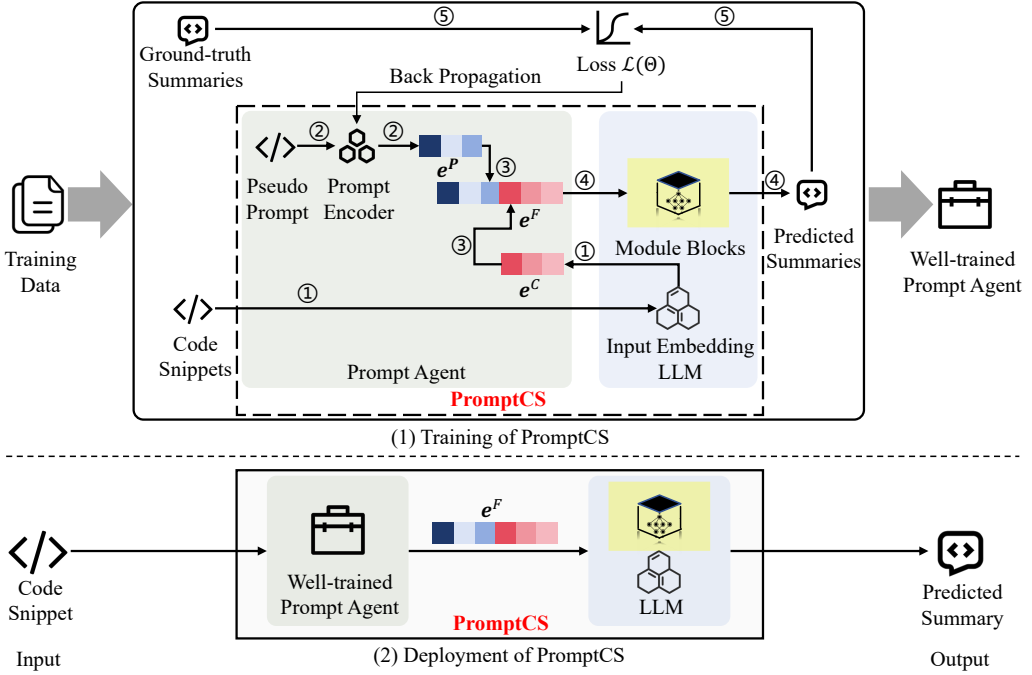 ⑤
⑤
Ground-truth
Summaries
Loss ℒ(Θ)
Back Propagation
②
②
e^P
③
Pseudo
Prompt
Prompt
Encoder
④
④
e^F
Module Blocks
③
①
e^C
Predicted
Summaries
Training
Data
Well-trained
Prompt Agent
①
Code
Snippets
Input Embedding
LLM
Prompt Agent
PromptCS
(1) Training of PromptCS
e^F
Code
Snippet
Well-trained
Prompt Agent
LLM
Predicted
Summary
PromptCS
Input
(2) Deployment of PromptCS
Output